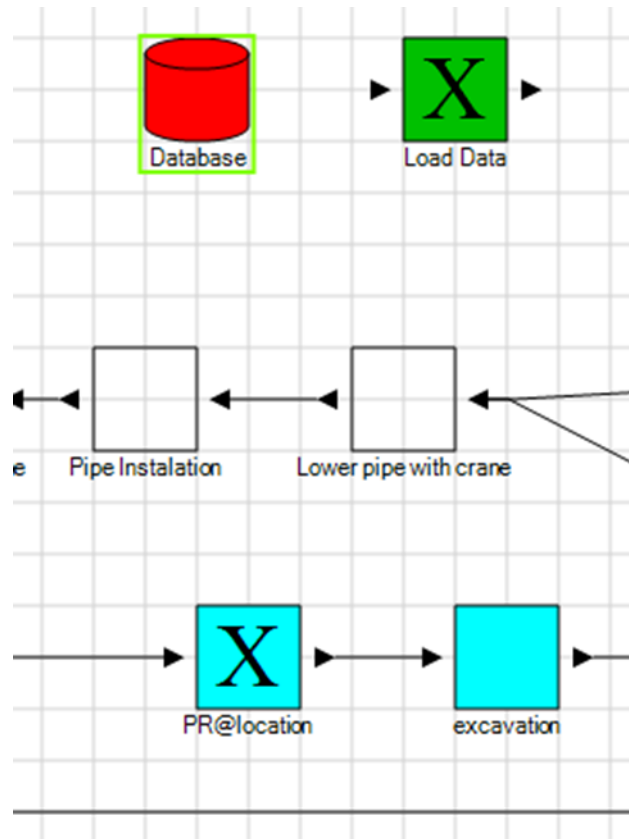 X
Database
Load Data
e
Pipe Instalation
Lower pipe with crane
X
PR@location
excavation